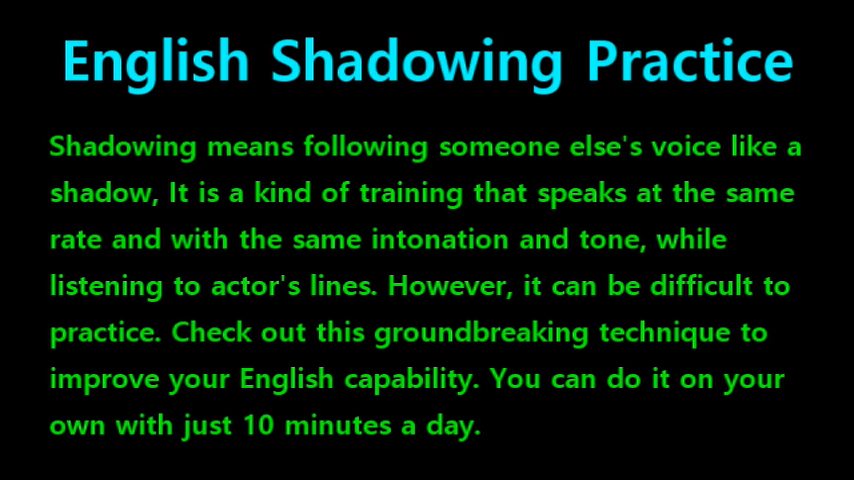 English Shadowing Practice
Shadowing means following someone else's voice like a
shadow, It is a kind of training that speaks at the same
rate and with the same intonation and tone, while
listening to actor's lines. However, it can be difficult to
practice. Check out this groundbreaking technique to
improve your English capability. You can do it on your
own with just 10 minutes a day.